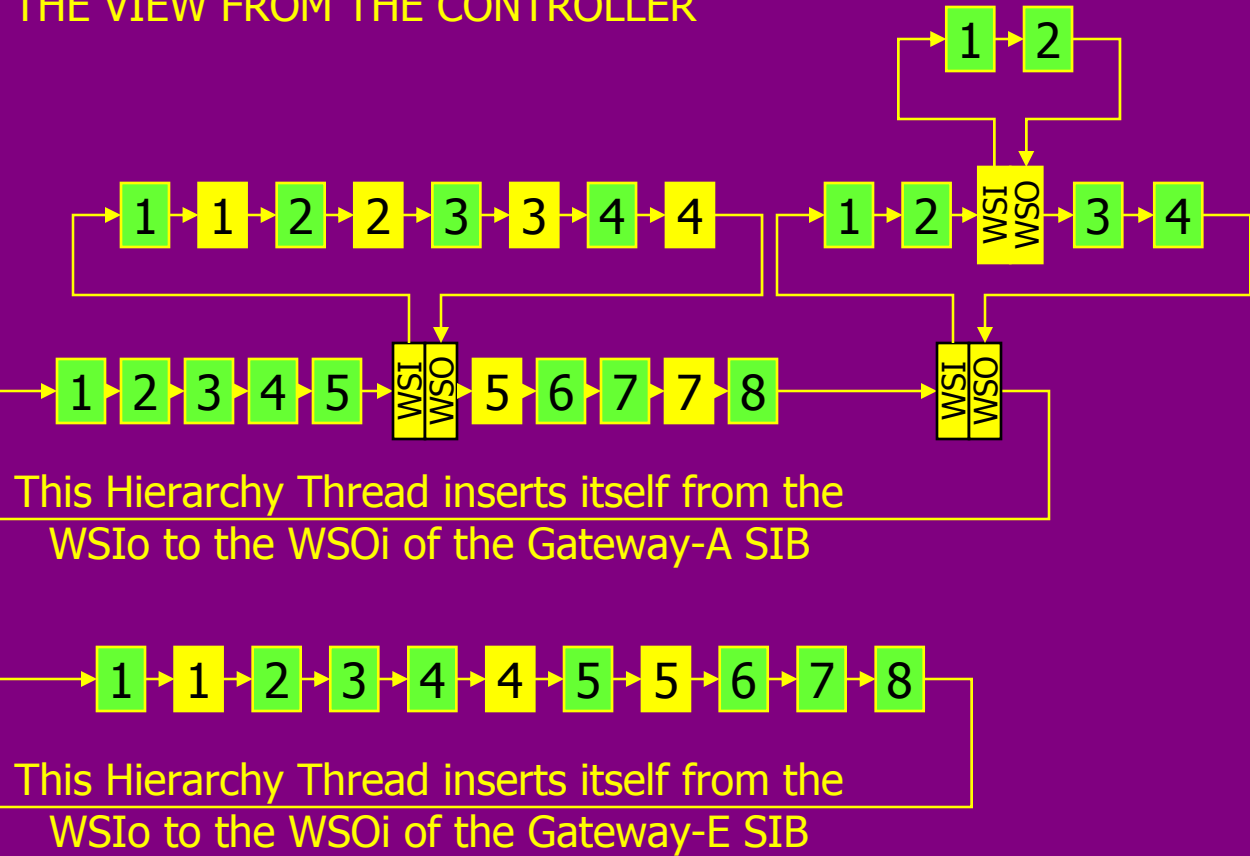 THE VIEW FROM THE CONTROLLER
1 2
1 1 2 2 3 3 4 4
1 2 WSI WSO 3 4
1 2 3 4 5 WSI WSO 5 6 7 7 8 WSI WSO
This Hierarchy Thread inserts itself from the
WSIo to the WSOi of the Gateway-A SIB
1 1 2 3 4 4 5 5 6 7 8
This Hierarchy Thread inserts itself from the
WSIo to the WSOi of the Gateway-E SIB